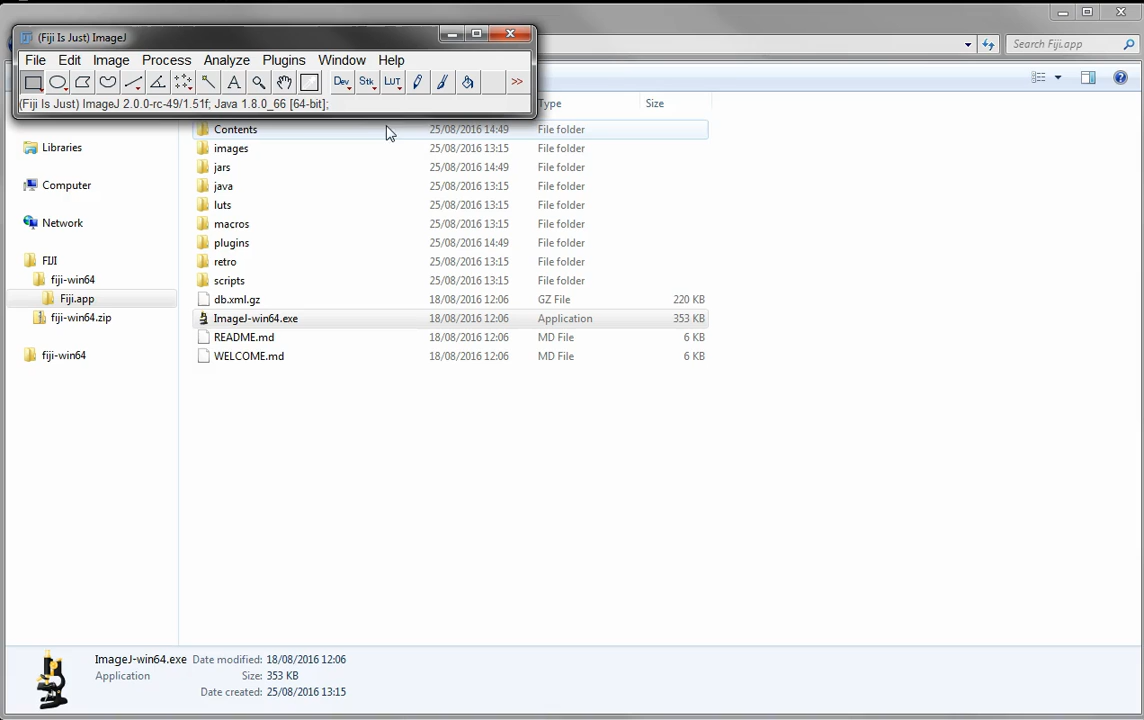 (Fiji Is Just) ImageJ
File Edit Image Process Analyze Plugins Window Help
Dev Stk LUT >>
(Fiji Is Just) ImageJ 2.0.0-rc-49/1.51f; Java 1.8.0_66 [64-bit];
Search Fiji.app
Type Size
Contents 25/08/2016 14:49 File folder
images 25/08/2016 13:15 File folder
jars 25/08/2016 14:49 File folder
java 25/08/2016 13:15 File folder
luts 25/08/2016 13:15 File folder
macros 25/08/2016 13:15 File folder
plugins 25/08/2016 14:49 File folder
retro 25/08/2016 13:15 File folder
scripts 25/08/2016 13:15 File folder
db.xml.gz 18/08/2016 12:06 GZ File 220 KB
ImageJ-win64.exe 18/08/2016 12:06 Application 353 KB
README.md 18/08/2016 12:06 MD File 6 KB
WELCOME.md 18/08/2016 12:06 MD File 6 KB
Libraries
Computer
Network
FIJI
fiji-win64
Fiji.app
fiji-win64.zip
fiji-win64
ImageJ-win64.exe Date modified: 18/08/2016 12:06
Application Size: 353 KB
Date created: 25/08/2016 13:15